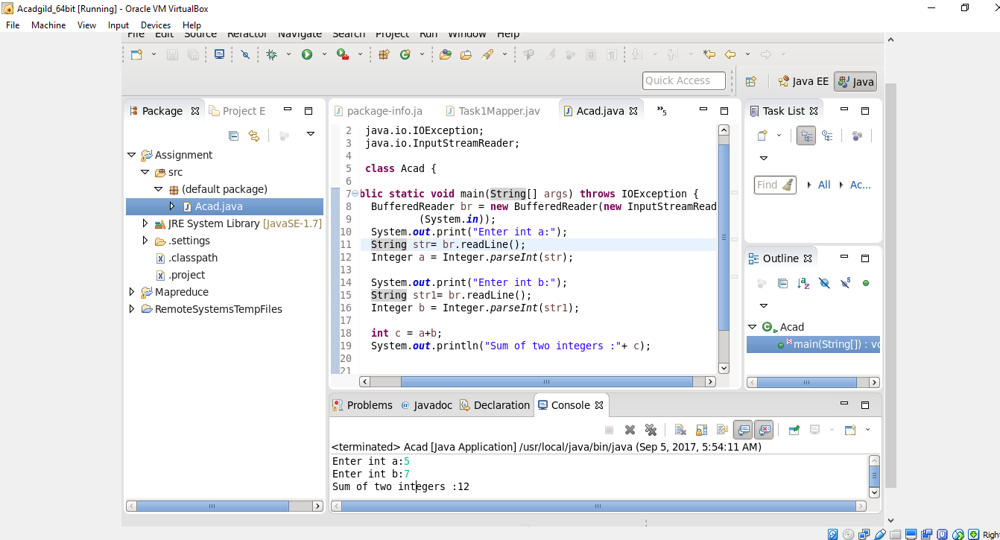 Acadgild_64bit [Running] - Oracle VM VirtualBox
File Machine View Input Devices Help
File Edit Source Refactor Navigate Search Project Run Window Help
Quick Access
Java EE
Java
Package
Project E
package-info.ja
Task1Mapper.jav
Acad.java
»5
Task List
Assignment
src
(default package)
Acad.java
JRE System Library [JavaSE-1.7]
.settings
.classpath
.project
Mapreduce
RemoteSystemsTempFiles
2 java.io.IOException;
3 java.io.InputStreamReader;
4
5 class Acad {
6
7 blic static void main(String[] args) throws IOException {
8 BufferedReader br = new BufferedReader(new InputStreamRead
9 (System.in));
10 System.out.print("Enter int a:");
11 String str= br.readLine();
12 Integer a = Integer.parseInt(str);
13
14 System.out.print("Enter int b:");
15 String str1= br.readLine();
16 Integer b = Integer.parseInt(str1);
17
18 int c = a+b;
19 System.out.println("Sum of two integers :"+ c);
20
21
Find
All
Ac...
Outline
Acad
main(String[]) : vo
Problems
@ Javadoc
Declaration
Console
<terminated> Acad [Java Application] /usr/local/java/bin/java (Sep 5, 2017, 5:54:11 AM)
Enter int a:5
Enter int b:7
Sum of two integers :12
Righ